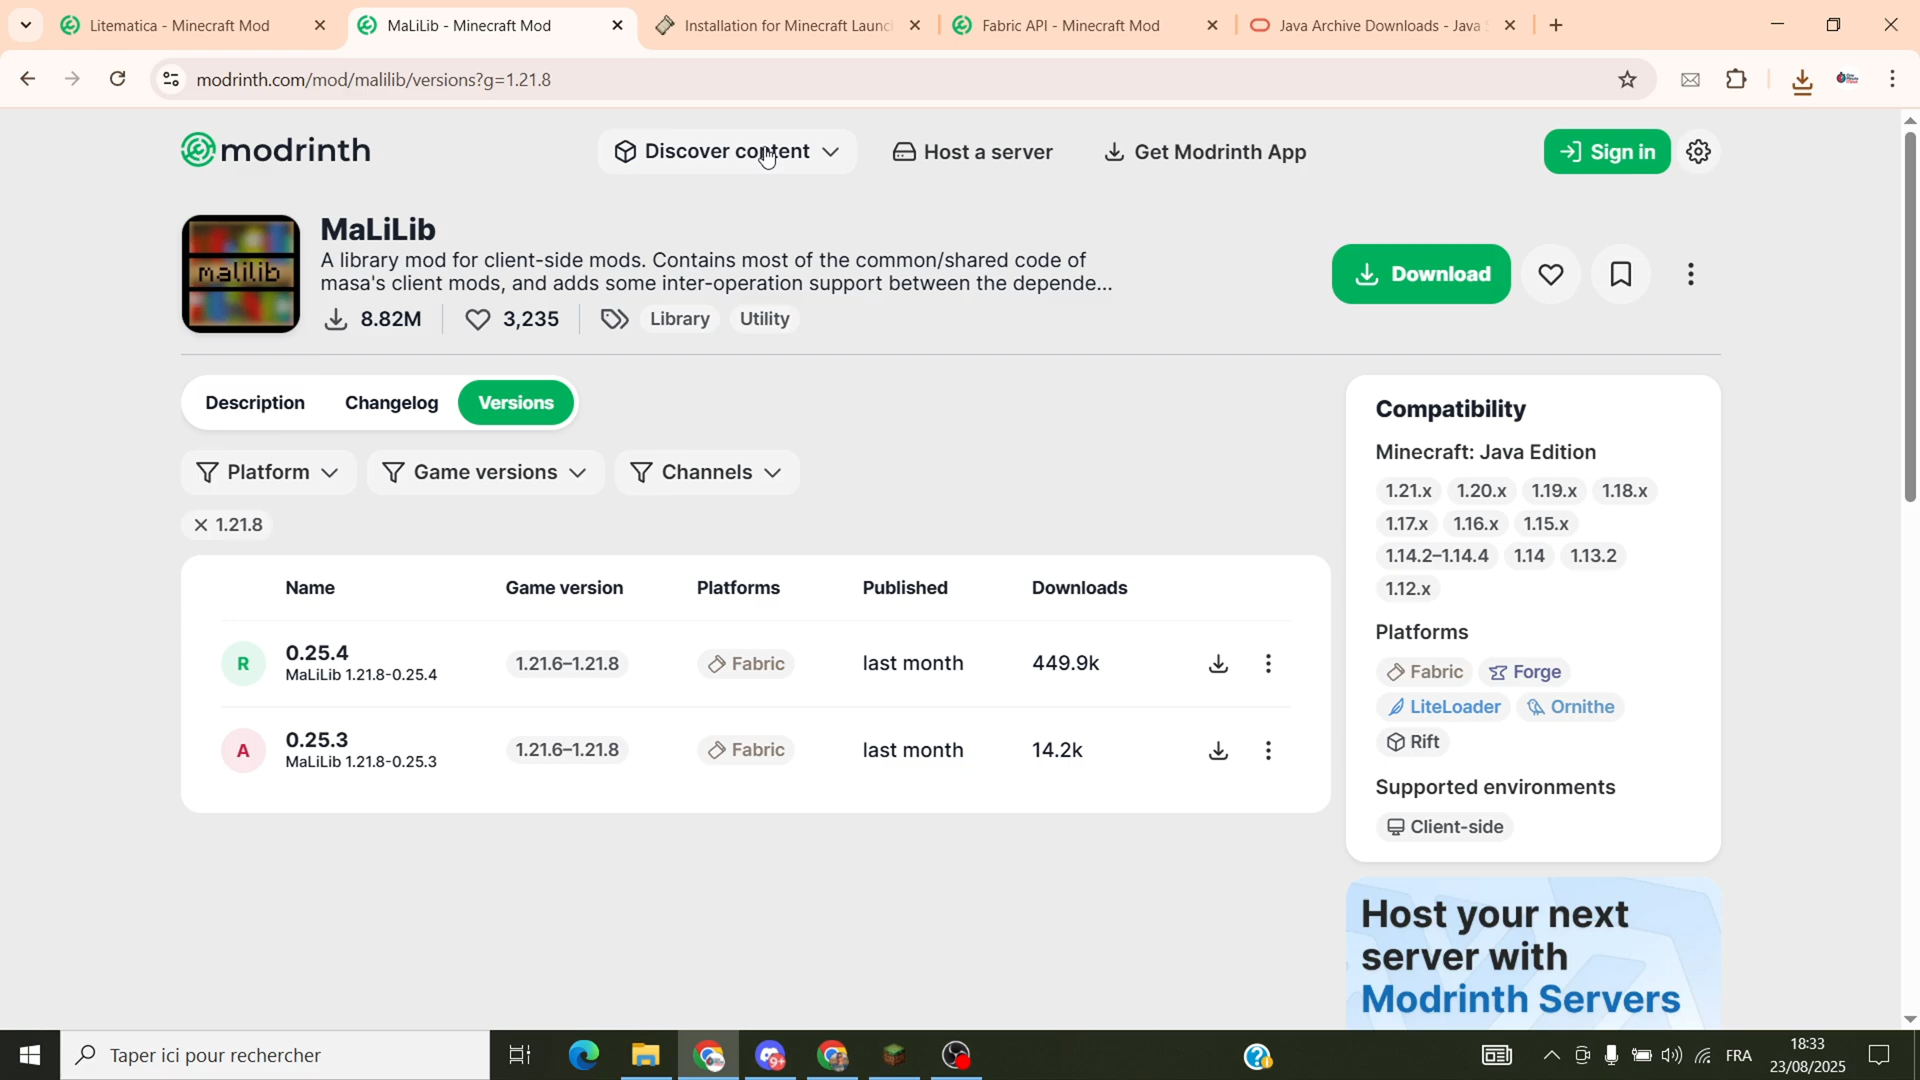 Litematica - Minecraft Mod
MaLiLib - Minecraft Mod
Installation for Minecraft Launc
Fabric API - Minecraft Mod
Java Archive Downloads - Java
modrinth.com/mod/malilib/versions?g=1.21.8
modrinth
Discover content
Host a server
Get Modrinth App
Sign in
malilib
MaLiLib
A library mod for client-side mods. Contains most of the common/shared code of
masa's client mods, and adds some inter-operation support between the depende...
8.82M
3,235
Library
Utility
Download
Description
Changelog
Versions
Platform
Game versions
Channels
1.21.8
Name
Game version
Platforms
Published
Downloads
R
0.25.4
MaLiLib 1.21.8-0.25.4
1.21.6–1.21.8
Fabric
last month
449.9k
A
0.25.3
MaLiLib 1.21.8-0.25.3
1.21.6–1.21.8
Fabric
last month
14.2k
Compatibility
Minecraft: Java Edition
1.21.x 1.20.x 1.19.x 1.18.x
1.17.x 1.16.x 1.15.x
1.14.2–1.14.4 1.14 1.13.2
1.12.x
Platforms
Fabric Forge
LiteLoader Ornithe
Rift
Supported environments
Client-side
Host your next
server with
Modrinth Servers
Taper ici pour rechercher
9+
FRA
18:33
23/08/2025